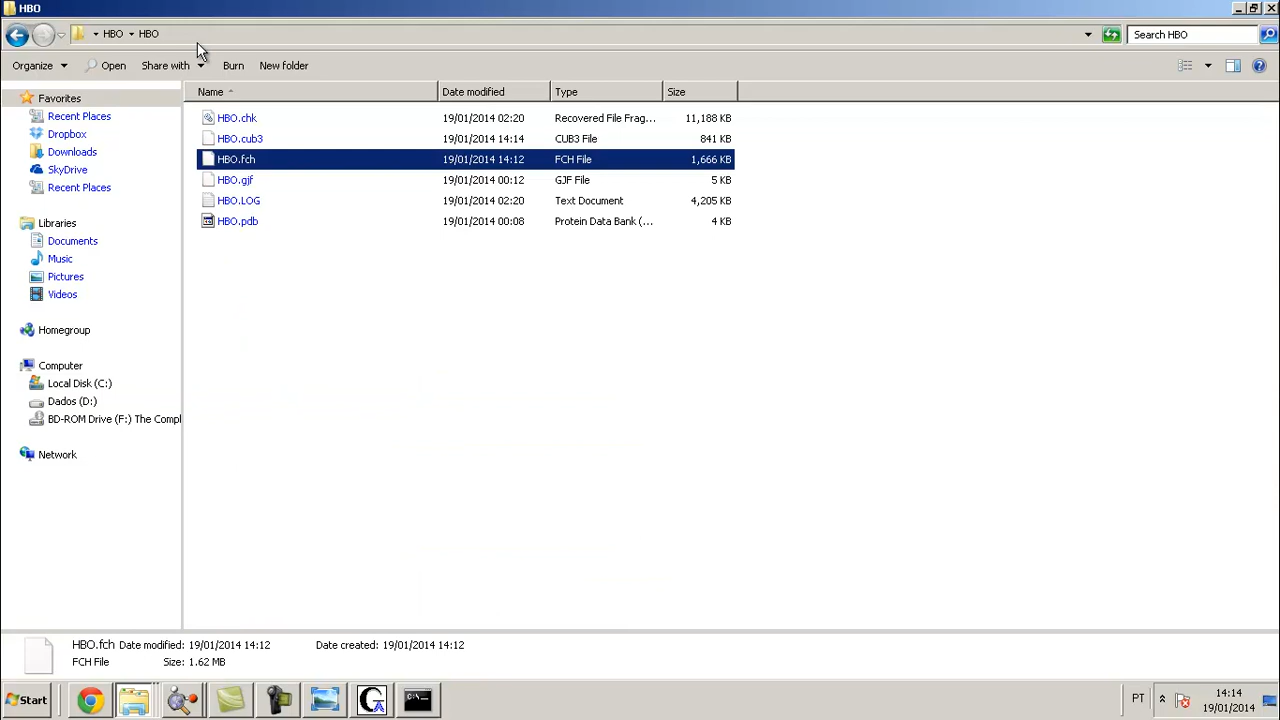 HBO
HBO HBO
Search HBO
Organize Open Share with Burn New folder
Name Date modified Type Size
Favorites
Recent Places
Dropbox
Downloads
SkyDrive
Recent Places
Libraries
Documents
Music
Pictures
Videos
Homegroup
Computer
Local Disk (C:)
Dados (D:)
BD-ROM Drive (F:) The Compl
Network
HBO.chk 19/01/2014 02:20 Recovered File Frag... 11,188 KB
HBO.cub3 19/01/2014 14:14 CUB3 File 841 KB
HBO.fch 19/01/2014 14:12 FCH File 1,666 KB
HBO.gjf 19/01/2014 00:12 GJF File 5 KB
HBO.LOG 19/01/2014 02:20 Text Document 4,205 KB
HBO.pdb 19/01/2014 00:08 Protein Data Bank (... 4 KB
HBO.fch Date modified: 19/01/2014 14:12 Date created: 19/01/2014 14:12
FCH File Size: 1.62 MB
Start
PT
14:14
19/01/2014